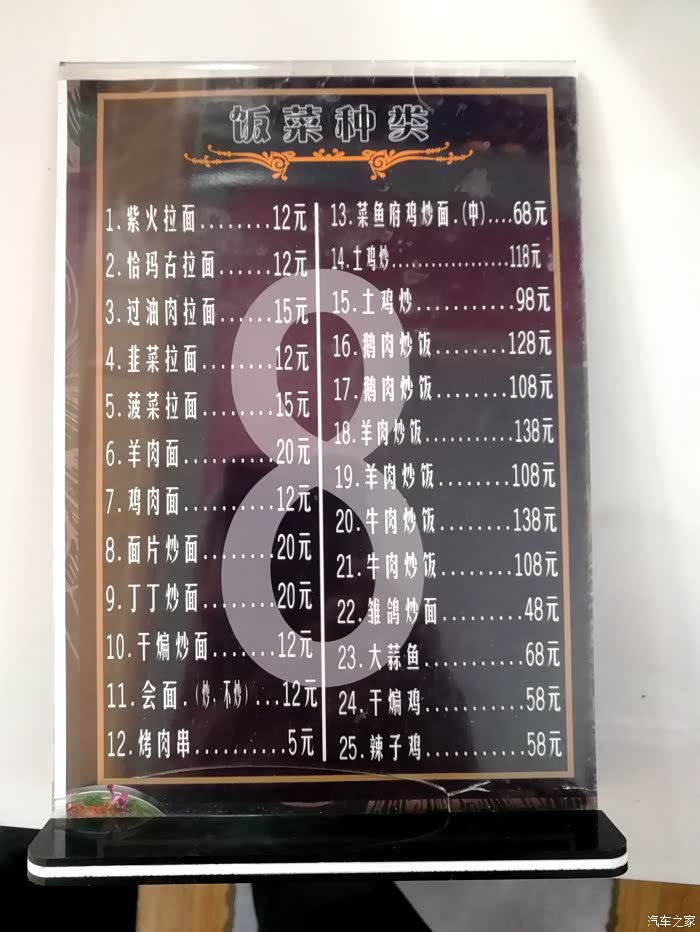 饭菜种类
1.紫火拉面........12元
2.恰玛古拉面......12元
3.过油肉拉面......15元
4.韭菜拉面........12元
5.菠菜拉面........15元
6.羊肉面..........20元
7.鸡肉面..........12元
8.面片炒面........20元
9.丁丁炒面........20元
10.干煸炒面.......12元
11.会面.(炒,不炒)...12元
12.烤肉串..........5元
13.菜鱼府鸡炒面.(中)....68元
14.土鸡炒..................118元
15.土鸡炒...........98元
16.鹅肉炒饭........128元
17.鹅肉炒饭........108元
18.羊肉炒饭.........138元
19.羊肉炒饭........108元
20.牛肉炒饭........138元
21.牛肉炒饭........108元
22.雏鸽炒面.........48元
23.大蒜鱼..........68元
24.干煸鸡..........58元
25.辣子鸡..........58元
8
汽车之家